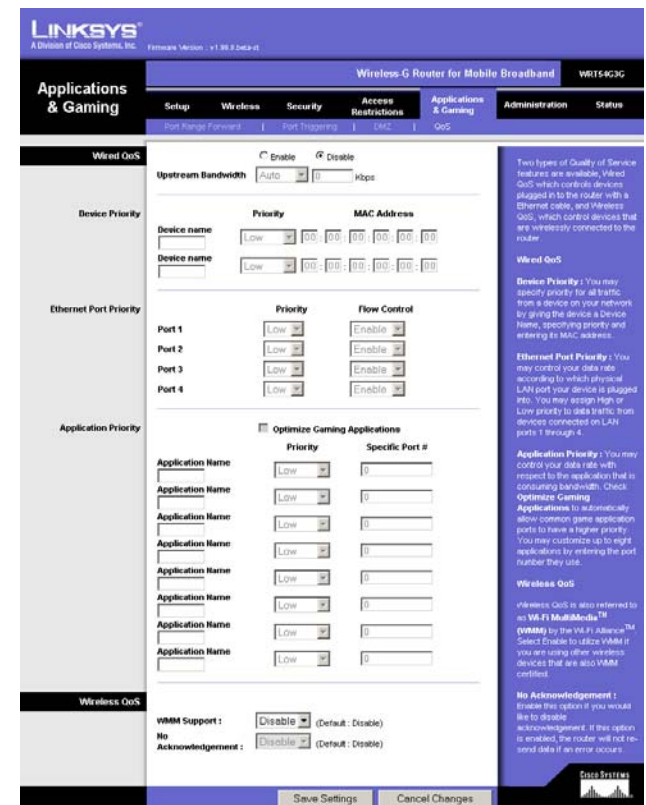 LINKSYS®
A Division of Cisco Systems, Inc.
Wireless-G Router for Mobile Broadband
WRT54G3G
Applications & Gaming
Setup
Wireless
Security
Access Restrictions
Applications & Gaming
Administration
Status
Port Range Forward | Port Triggering | DMZ | QoS
Wired QoS
Enable Disable
Upstream Bandwidth Auto 0 Kbps
Device Priority
Priority MAC Address
Device name
Low 00 : 00 : 00 : 00 : 00 : 00
Device name
Low 00 : 00 : 00 : 00 : 00 : 00
Ethernet Port Priority
Priority Flow Control
Port 1 Low Enable
Port 2 Low Enable
Port 3 Low Enable
Port 4 Low Enable
Application Priority
Optimize Gaming Applications
Priority Specific Port #
Application Name
Low 0
Application Name
Low 0
Application Name
Low 0
Application Name
Low 0
Application Name
Low 0
Application Name
Low 0
Application Name
Low 0
Application Name
Low 0
Wireless QoS
WMM Support : Disable (Default : Disable)
No Acknowledgement : Disable (Default : Disable)
Two types of Quality of Service
features are available, Wired
QoS which controls devices
plugged in to the router with a
Ethernet cable, and Wireless
QoS, which control devices that
are wirelessly connected to the
router
Wired QoS
Device Priority : You may
specify priority for all traffic
from a device on your network
by giving the device a Device
Name, specifying priority and
entering its MAC address.
Ethernet Port Priority : You
may control your data rate
according to which physical
LAN port your device is plugged
into. You may assign High or
Low priority to data traffic from
devices connected on LAN
ports 1 through 4.
Application Priority : You may
control your data rate with
respect to the application that is
consuming bandwidth. Check
Optimize Gaming
Applications to automatically
allow common game application
ports to have a higher priority.
You may customize up to eight
applications by entering the port
number they use.
Wireless QoS
Wireless QoS is also referred to
as Wi-Fi MultiMedia™
(WMM) by the Wi-Fi Alliance™.
Select Enable to utilize WMM if
you are using other wireless
devices that are also WMM
certified.
No Acknowledgement :
Enable this option if you would
like to disable
acknowledgement. If this option
is enabled, the router will not re-
send data if an error occurs.
Save Settings
Cancel Changes
CISCO SYSTEMS